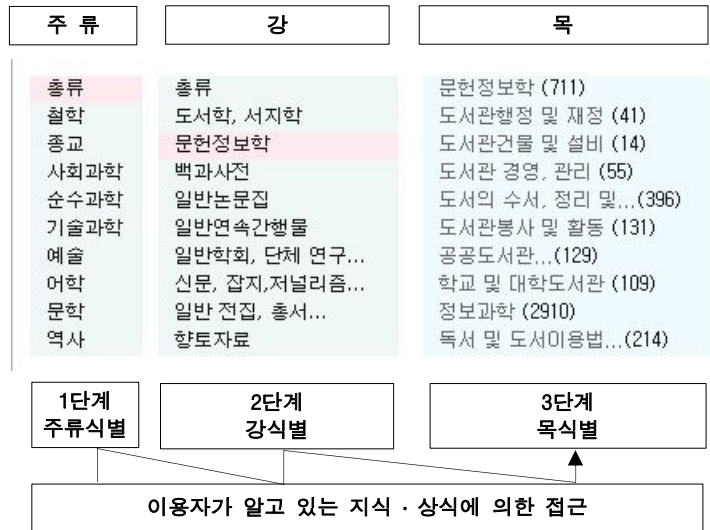 주 류
강
목
총류
철학
종교
사회과학
순수과학
기술과학
예술
어학
문학
역사
총류
도서학, 서지학
문헌정보학
백과사전
일반논문집
일반연속간행물
일반학회, 단체 연구...
신문, 잡지,저널리즘...
일반 전집, 총서...
향토자료
문헌정보학 (711)
도서관행정 및 재정 (41)
도서관건물 및 설비 (14)
도서관 경영, 관리 (55)
도서의 수서, 정리 및...(396)
도서관봉사 및 활동 (131)
공공도서관...(129)
학교 및 대학도서관 (109)
정보과학 (2910)
독서 및 도서이용법...(214)
1단계
주류식별
2단계
강식별
3단계
목식별
이용자가 알고 있는 지식 · 상식에 의한 접근